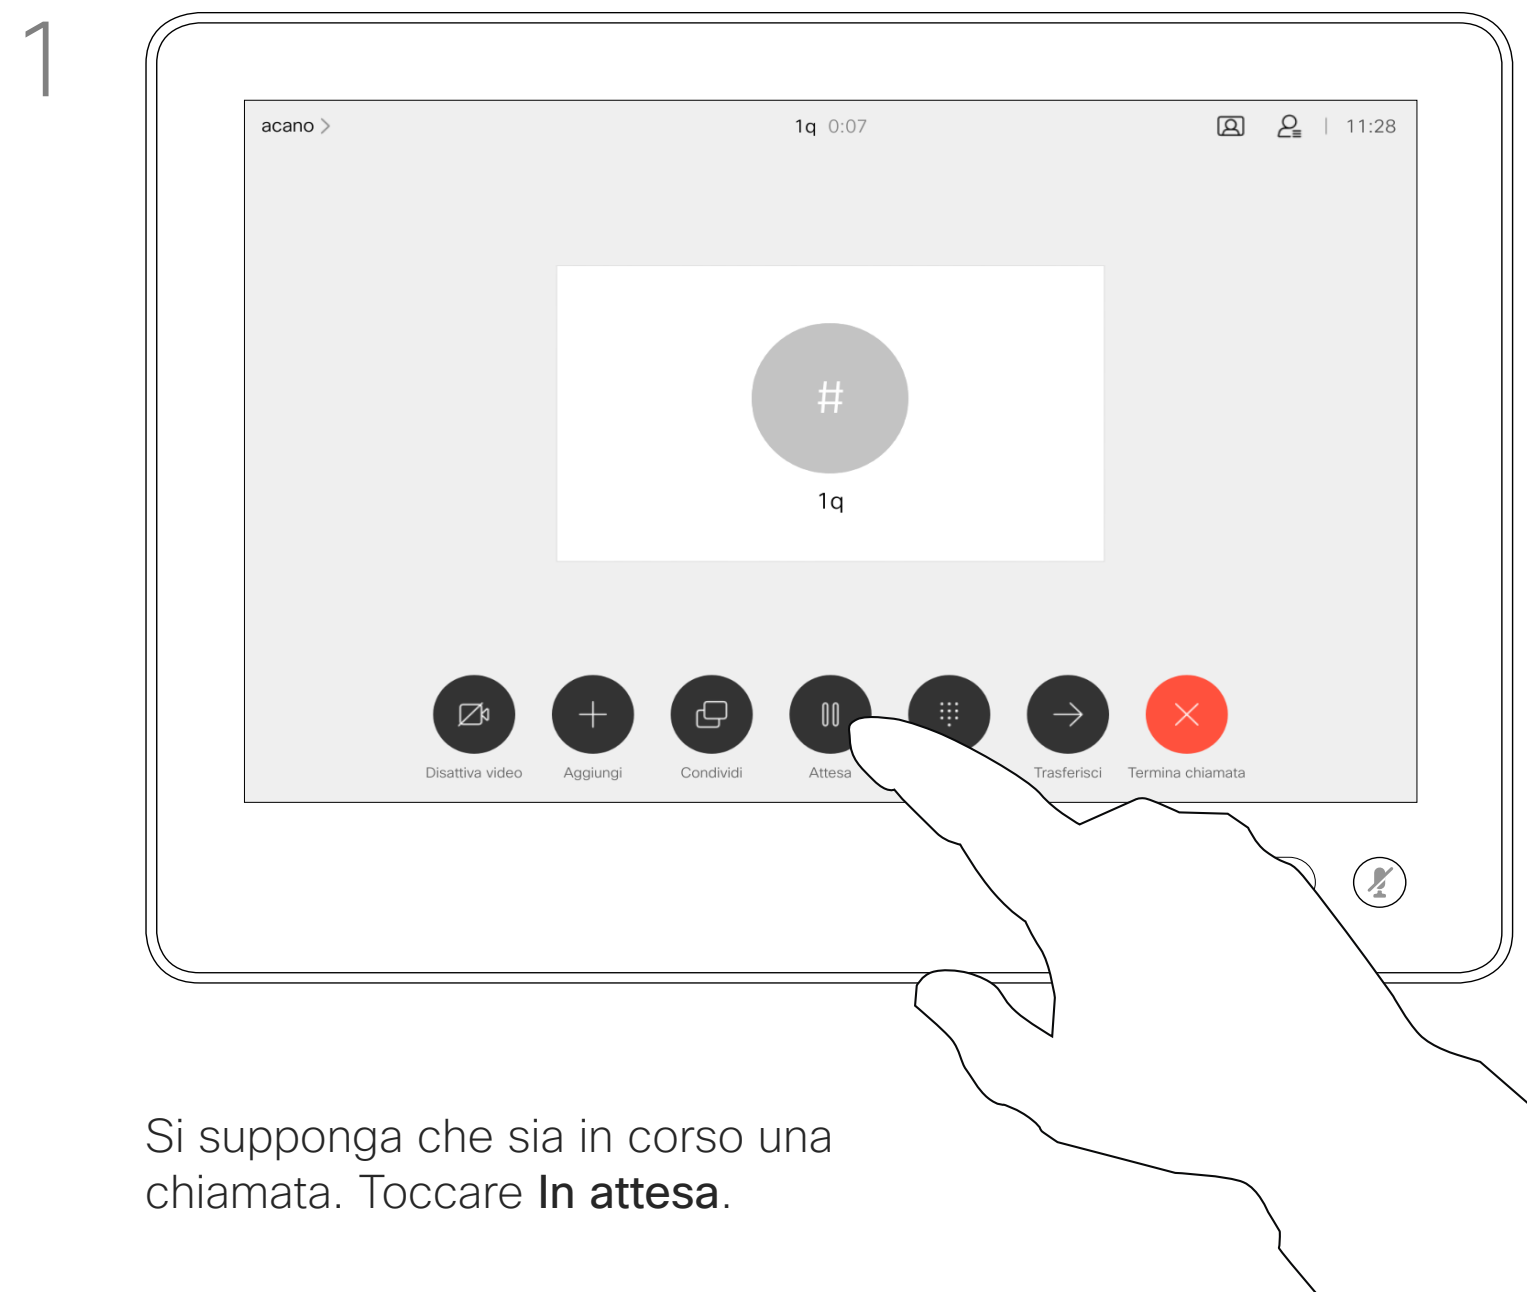 1
acano
1q 0:07
11:28
#
1q
Disattiva video Aggiungi Condividi Attesa Trasferisci Termina chiamata
Si supponga che sia in corso una
chiamata. Toccare In attesa.